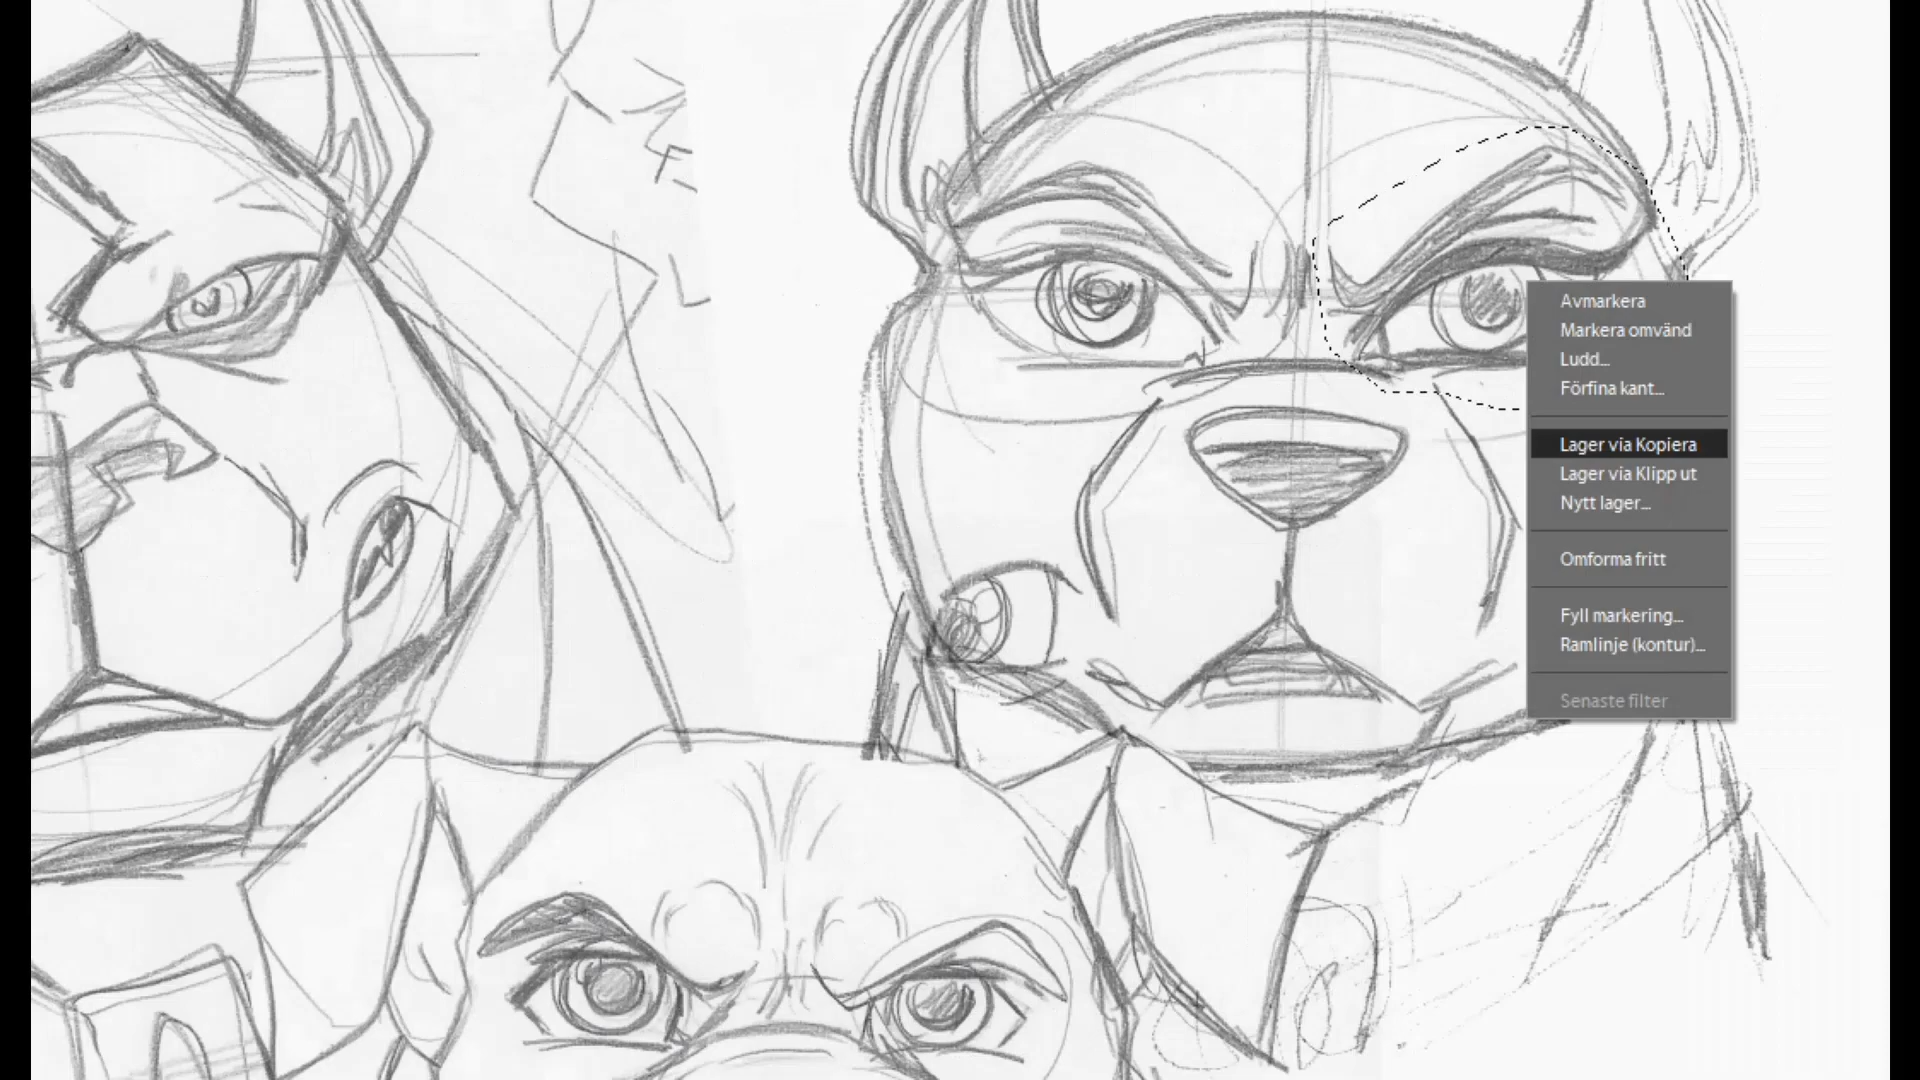 Avmarkera
Markera omvänd
Ludd...
Förfina kant...
Lager via Kopiera
Lager via Klipp ut
Nytt lager...
Omforma fritt
Fyll markering...
Ramlinje (kontur)...
Senaste filter